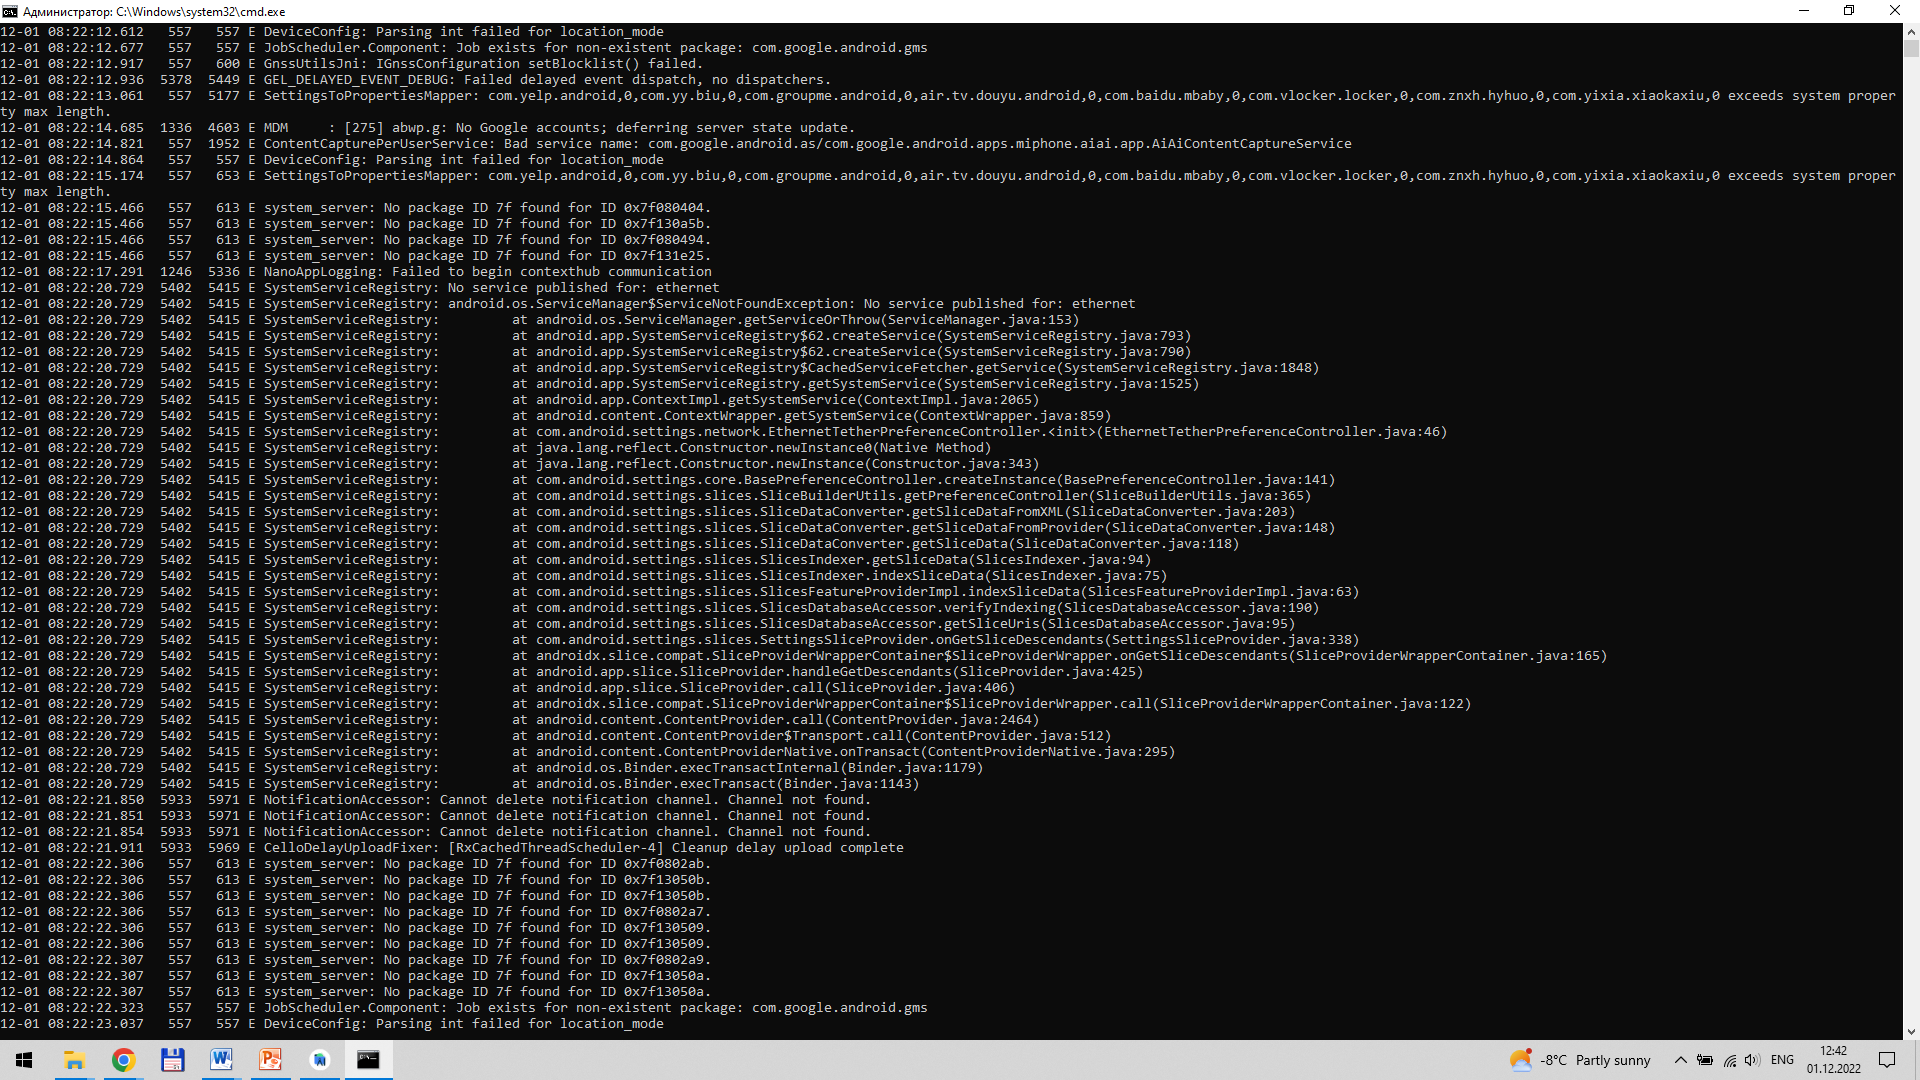 Администратор: C:\Windows\system32\cmd.exe
12-01 08:22:12.612   557   557 E DeviceConfig: Parsing int failed for location_mode
12-01 08:22:12.677   557   557 E JobScheduler.Component: Job exists for non-existent package: com.google.android.gms
12-01 08:22:12.917   557   600 E GnssUtilsJni: IGnssConfiguration setBlocklist() failed.
12-01 08:22:12.936  5378  5449 E GEL_DELAYED_EVENT_DEBUG: Failed delayed event dispatch, no dispatchers.
12-01 08:22:13.061   557  5177 E SettingsToPropertiesMapper: com.yelp.android,0,com.yy.biu,0,com.groupme.android,0,air.tv.douyu.android,0,com.baidu.mbaby,0,com.vlocker.locker,0,com.znxh.hyhuo,0,com.yixia.xiaokaxiu,0 exceeds system proper
ty max length.
12-01 08:22:14.685  1336  4603 E MDM     : [275] abwp.g: No Google accounts; deferring server state update.
12-01 08:22:14.821   557  1952 E ContentCapturePerUserService: Bad service name: com.google.android.as/com.google.android.apps.miphone.aiai.app.AiAiContentCaptureService
12-01 08:22:14.864   557   557 E DeviceConfig: Parsing int failed for location_mode
12-01 08:22:15.174   557   653 E SettingsToPropertiesMapper: com.yelp.android,0,com.yy.biu,0,com.groupme.android,0,air.tv.douyu.android,0,com.baidu.mbaby,0,com.vlocker.locker,0,com.znxh.hyhuo,0,com.yixia.xiaokaxiu,0 exceeds system proper
ty max length.
12-01 08:22:15.466   557   613 E system_server: No package ID 7f found for ID 0x7f080404.
12-01 08:22:15.466   557   613 E system_server: No package ID 7f found for ID 0x7f130a5b.
12-01 08:22:15.466   557   613 E system_server: No package ID 7f found for ID 0x7f080494.
12-01 08:22:15.466   557   613 E system_server: No package ID 7f found for ID 0x7f131e25.
12-01 08:22:17.291  1246  5336 E NanoAppLogging: Failed to begin contexthub communication
12-01 08:22:20.729  5402  5415 E SystemServiceRegistry: No service published for: ethernet
12-01 08:22:20.729  5402  5415 E SystemServiceRegistry: android.os.ServiceManager$ServiceNotFoundException: No service published for: ethernet
12-01 08:22:20.729  5402  5415 E SystemServiceRegistry:         at android.os.ServiceManager.getServiceOrThrow(ServiceManager.java:153)
12-01 08:22:20.729  5402  5415 E SystemServiceRegistry:         at android.app.SystemServiceRegistry$62.createService(SystemServiceRegistry.java:793)
12-01 08:22:20.729  5402  5415 E SystemServiceRegistry:         at android.app.SystemServiceRegistry$62.createService(SystemServiceRegistry.java:790)
12-01 08:22:20.729  5402  5415 E SystemServiceRegistry:         at android.app.SystemServiceRegistry$CachedServiceFetcher.getService(SystemServiceRegistry.java:1848)
12-01 08:22:20.729  5402  5415 E SystemServiceRegistry:         at android.app.SystemServiceRegistry.getSystemService(SystemServiceRegistry.java:1525)
12-01 08:22:20.729  5402  5415 E SystemServiceRegistry:         at android.app.ContextImpl.getSystemService(ContextImpl.java:2065)
12-01 08:22:20.729  5402  5415 E SystemServiceRegistry:         at android.content.ContextWrapper.getSystemService(ContextWrapper.java:859)
12-01 08:22:20.729  5402  5415 E SystemServiceRegistry:         at com.android.settings.network.EthernetTetherPreferenceController.<init>(EthernetTetherPreferenceController.java:46)
12-01 08:22:20.729  5402  5415 E SystemServiceRegistry:         at java.lang.reflect.Constructor.newInstance0(Native Method)
12-01 08:22:20.729  5402  5415 E SystemServiceRegistry:         at java.lang.reflect.Constructor.newInstance(Constructor.java:343)
12-01 08:22:20.729  5402  5415 E SystemServiceRegistry:         at com.android.settings.core.BasePreferenceController.createInstance(BasePreferenceController.java:141)
12-01 08:22:20.729  5402  5415 E SystemServiceRegistry:         at com.android.settings.slices.SliceBuilderUtils.getPreferenceController(SliceBuilderUtils.java:365)
12-01 08:22:20.729  5402  5415 E SystemServiceRegistry:         at com.android.settings.slices.SliceDataConverter.getSliceDataFromXML(SliceDataConverter.java:203)
12-01 08:22:20.729  5402  5415 E SystemServiceRegistry:         at com.android.settings.slices.SliceDataConverter.getSliceDataFromProvider(SliceDataConverter.java:148)
12-01 08:22:20.729  5402  5415 E SystemServiceRegistry:         at com.android.settings.slices.SliceDataConverter.getSliceData(SliceDataConverter.java:118)
12-01 08:22:20.729  5402  5415 E SystemServiceRegistry:         at com.android.settings.slices.SlicesIndexer.getSliceData(SlicesIndexer.java:94)
12-01 08:22:20.729  5402  5415 E SystemServiceRegistry:         at com.android.settings.slices.SlicesIndexer.indexSliceData(SlicesIndexer.java:75)
12-01 08:22:20.729  5402  5415 E SystemServiceRegistry:         at com.android.settings.slices.SlicesFeatureProviderImpl.indexSliceData(SlicesFeatureProviderImpl.java:63)
12-01 08:22:20.729  5402  5415 E SystemServiceRegistry:         at com.android.settings.slices.SlicesDatabaseAccessor.verifyIndexing(SlicesDatabaseAccessor.java:190)
12-01 08:22:20.729  5402  5415 E SystemServiceRegistry:         at com.android.settings.slices.SlicesDatabaseAccessor.getSliceUris(SlicesDatabaseAccessor.java:95)
12-01 08:22:20.729  5402  5415 E SystemServiceRegistry:         at com.android.settings.slices.SettingsSliceProvider.onGetSliceDescendants(SettingsSliceProvider.java:338)
12-01 08:22:20.729  5402  5415 E SystemServiceRegistry:         at androidx.slice.compat.SliceProviderWrapperContainer$SliceProviderWrapper.onGetSliceDescendants(SliceProviderWrapperContainer.java:165)
12-01 08:22:20.729  5402  5415 E SystemServiceRegistry:         at android.app.slice.SliceProvider.handleGetDescendants(SliceProvider.java:425)
12-01 08:22:20.729  5402  5415 E SystemServiceRegistry:         at android.app.slice.SliceProvider.call(SliceProvider.java:406)
12-01 08:22:20.729  5402  5415 E SystemServiceRegistry:         at androidx.slice.compat.SliceProviderWrapperContainer$SliceProviderWrapper.call(SliceProviderWrapperContainer.java:122)
12-01 08:22:20.729  5402  5415 E SystemServiceRegistry:         at android.content.ContentProvider.call(ContentProvider.java:2464)
12-01 08:22:20.729  5402  5415 E SystemServiceRegistry:         at android.content.ContentProvider$Transport.call(ContentProvider.java:512)
12-01 08:22:20.729  5402  5415 E SystemServiceRegistry:         at android.content.ContentProviderNative.onTransact(ContentProviderNative.java:295)
12-01 08:22:20.729  5402  5415 E SystemServiceRegistry:         at android.os.Binder.execTransactInternal(Binder.java:1179)
12-01 08:22:20.729  5402  5415 E SystemServiceRegistry:         at android.os.Binder.execTransact(Binder.java:1143)
12-01 08:22:21.850  5933  5971 E NotificationAccessor: Cannot delete notification channel. Channel not found.
12-01 08:22:21.851  5933  5971 E NotificationAccessor: Cannot delete notification channel. Channel not found.
12-01 08:22:21.854  5933  5971 E NotificationAccessor: Cannot delete notification channel. Channel not found.
12-01 08:22:21.911  5933  5969 E CelloDelayUploadFixer: [RxCachedThreadScheduler-4] Cleanup delay upload complete
12-01 08:22:22.306   557   613 E system_server: No package ID 7f found for ID 0x7f0802ab.
12-01 08:22:22.306   557   613 E system_server: No package ID 7f found for ID 0x7f13050b.
12-01 08:22:22.306   557   613 E system_server: No package ID 7f found for ID 0x7f13050b.
12-01 08:22:22.306   557   613 E system_server: No package ID 7f found for ID 0x7f0802a7.
12-01 08:22:22.306   557   613 E system_server: No package ID 7f found for ID 0x7f130509.
12-01 08:22:22.306   557   613 E system_server: No package ID 7f found for ID 0x7f130509.
12-01 08:22:22.307   557   613 E system_server: No package ID 7f found for ID 0x7f0802a9.
12-01 08:22:22.307   557   613 E system_server: No package ID 7f found for ID 0x7f13050a.
12-01 08:22:22.307   557   613 E system_server: No package ID 7f found for ID 0x7f13050a.
12-01 08:22:22.323   557   557 E JobScheduler.Component: Job exists for non-existent package: com.google.android.gms
12-01 08:22:23.037   557   557 E DeviceConfig: Parsing int failed for location_mode
-8°C Partly sunny
ENG
12:42
01.12.2022